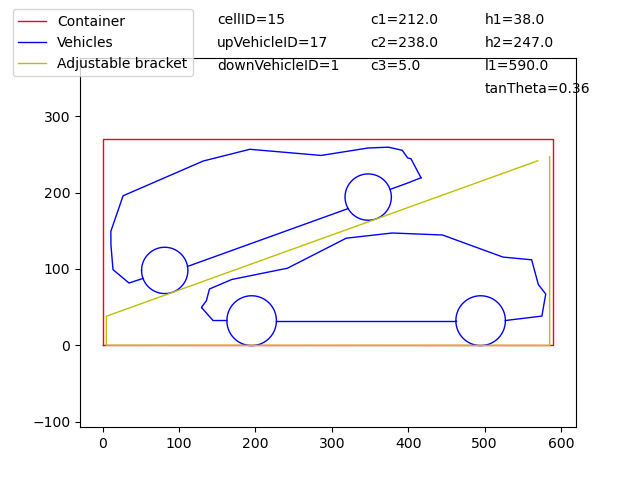 Container
Vehicles
Adjustable bracket
cellID=15
upVehicleID=17
downVehicleID=1
c1=212.0
c2=238.0
c3=5.0
h1=38.0
h2=247.0
l1=590.0
tanTheta=0.36
300
200
100
0
−100
0 100 200 300 400 500 600